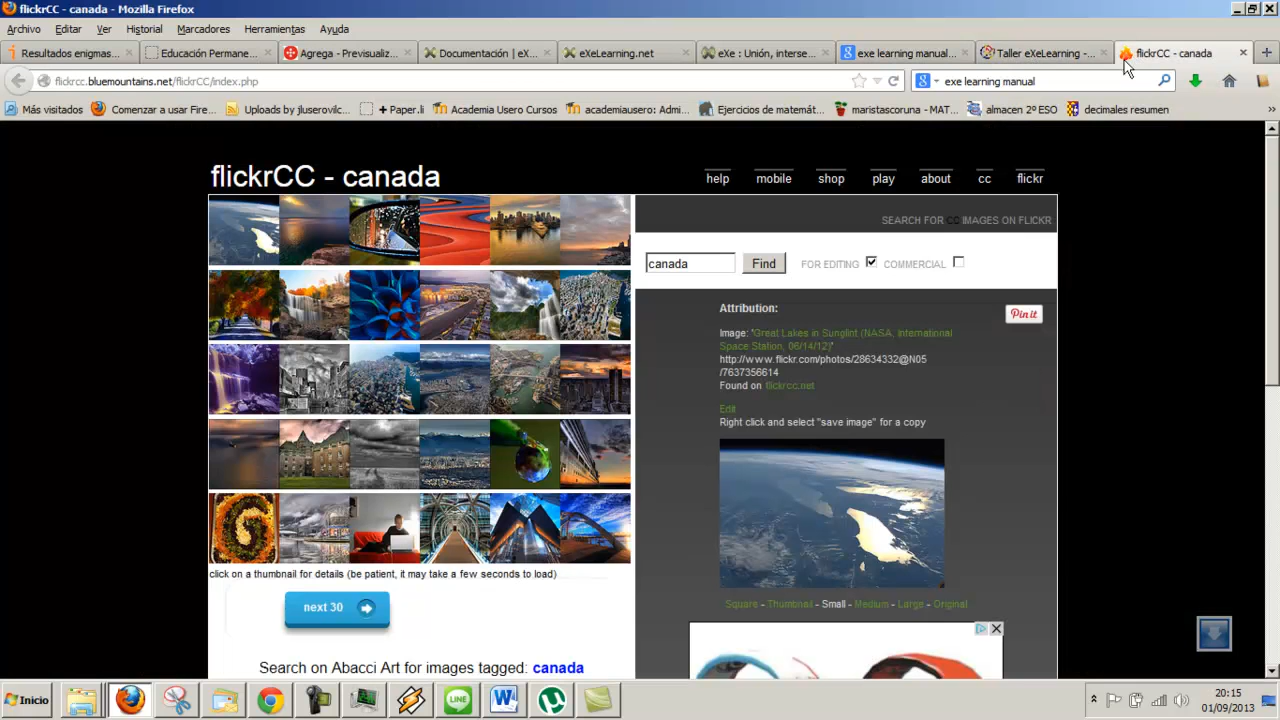 flickrCC - canada - Mozilla Firefox
Archivo Editar Ver Historial Marcadores Herramientas Ayuda
Resultados enigmas... Educación Permane... Agrega - Previsualiz... Documentación | eX... eXeLearning.net eXe : Unión, interse... exe learning manual... Taller eXeLearning -... flickrCC - canada
flickrcc.bluemountains.net/flickrCC/index.php exe learning manual
Más visitados Comenzar a usar Fire... Uploads by jluserovilc... + Paper.li Academia Usero Cursos academiausero: Admi... Ejercicios de matemát... maristascoruna - MAT... almacen 2º ESO decimales resumen
flickrCC - canada
help mobile shop play about cc flickr
SEARCH FOR CC IMAGES ON FLICKR
canada Find FOR EDITING COMMERCIAL
Attribution:
Pinit
Image: 'Great Lakes in Sunglint (NASA, International
Space Station, 06/14/12)'
http://www.flickr.com/photos/28634332@N05
/7637356614
Found on flickrcc.net
Edit
Right click and select "save image" for a copy
Square - Thumbnail - Small - Medium - Large - Original
click on a thumbnail for details (be patient, it may take a few seconds to load)
next 30
Search on Abacci Art for images tagged: canada
Inicio
20:15
01/09/2013